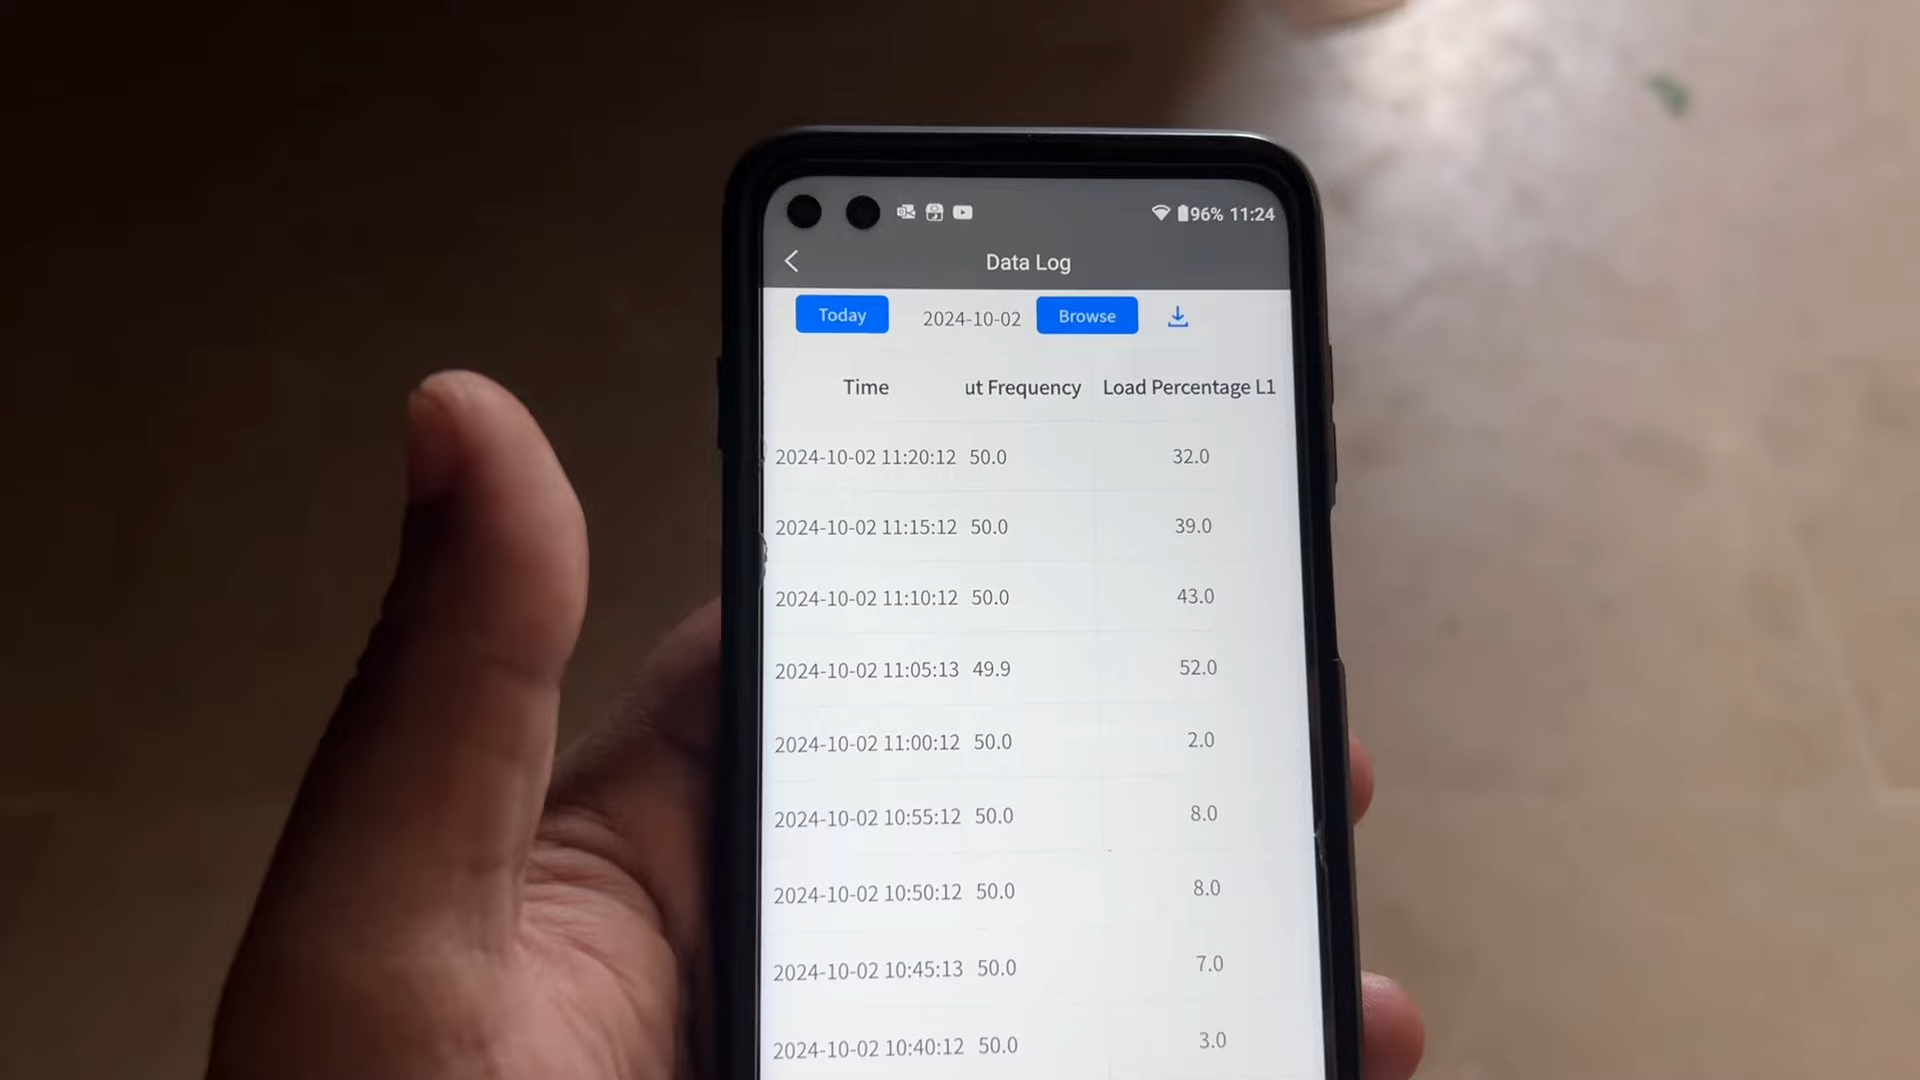 96% 11:24
Data Log
Today 2024-10-02 Browse
Time ut Frequency Load Percentage L1
2024-10-02 11:20:12 50.0 32.0
2024-10-02 11:15:12 50.0 39.0
2024-10-02 11:10:12 50.0 43.0
2024-10-02 11:05:13 49.9 52.0
2024-10-02 11:00:12 50.0 2.0
2024-10-02 10:55:12 50.0 8.0
2024-10-02 10:50:12 50.0 8.0
2024-10-02 10:45:13 50.0 7.0
2024-10-02 10:40:12 50.0 3.0